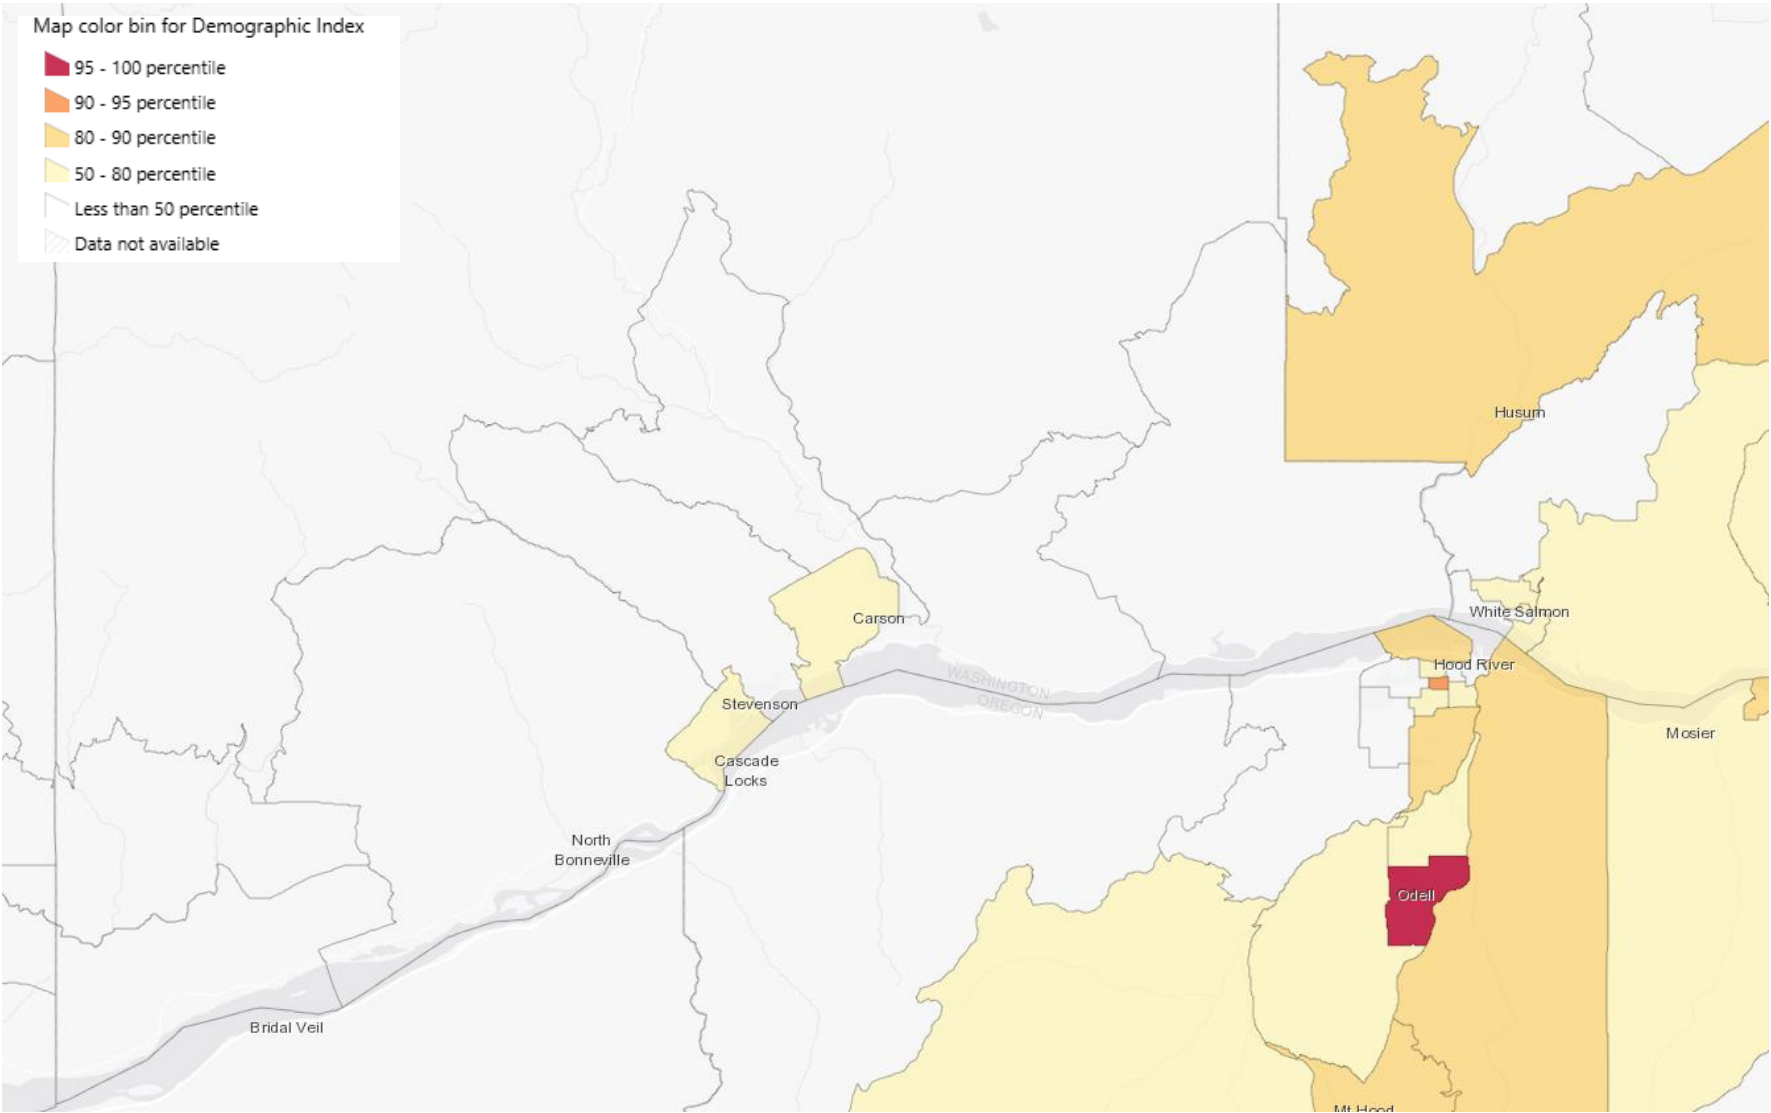 Map color bin for Demographic Index
95 - 100 percentile
90 - 95 percentile
80 - 90 percentile
50 - 80 percentile
Less than 50 percentile
Data not available
Husum
White Salmon
Carson
Hood River
WASHINGTON
OREGON
Stevenson
Mosier
Cascade
Locks
North
Bonneville
Odell
Bridal Veil
Mt Hood